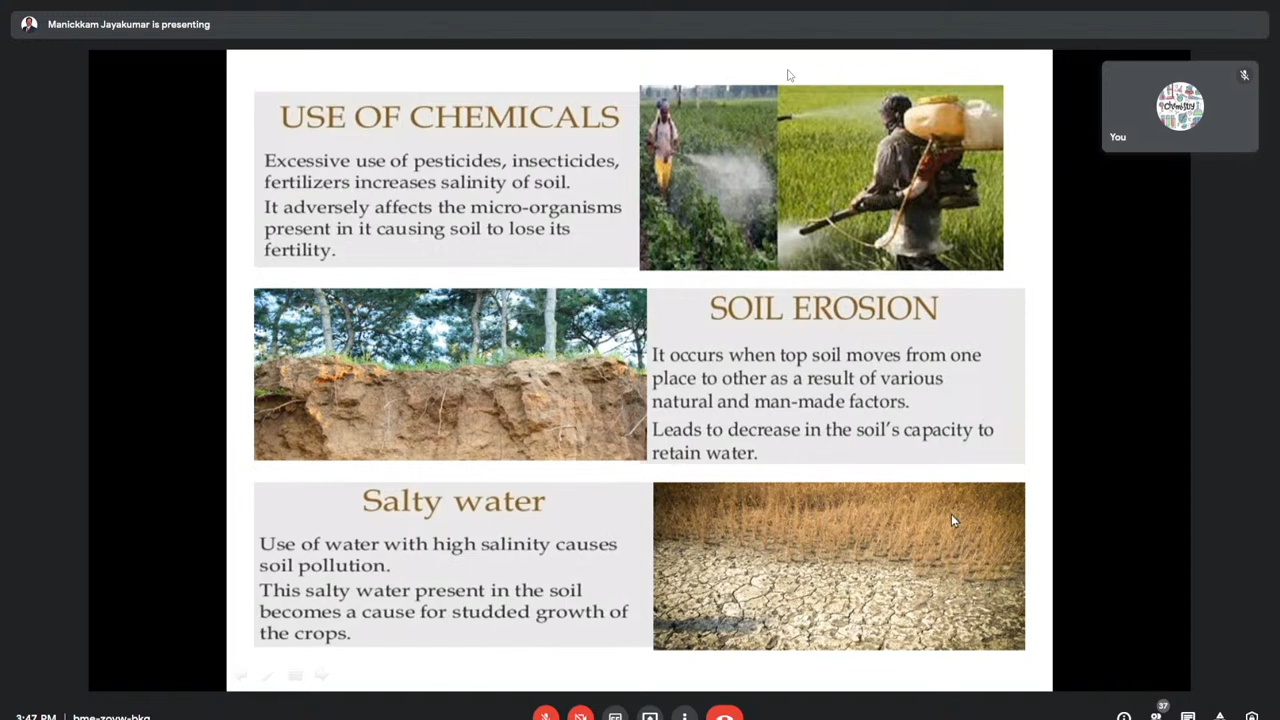 Manickkam Jayakumar is presenting
USE OF CHEMICALS
Excessive use of pesticides, insecticides,
fertilizers increases salinity of soil.
It adversely affects the micro-organisms
present in it causing soil to lose its
fertility.
SOIL EROSION
It occurs when top soil moves from one
place to other as a result of various
natural and man-made factors.
Leads to decrease in the soil's capacity to
retain water.
Salty water
Use of water with high salinity causes
soil pollution.
This salty water present in the soil
becomes a cause for studded growth of
the crops.
Chemistry
You
3:47 PM
37